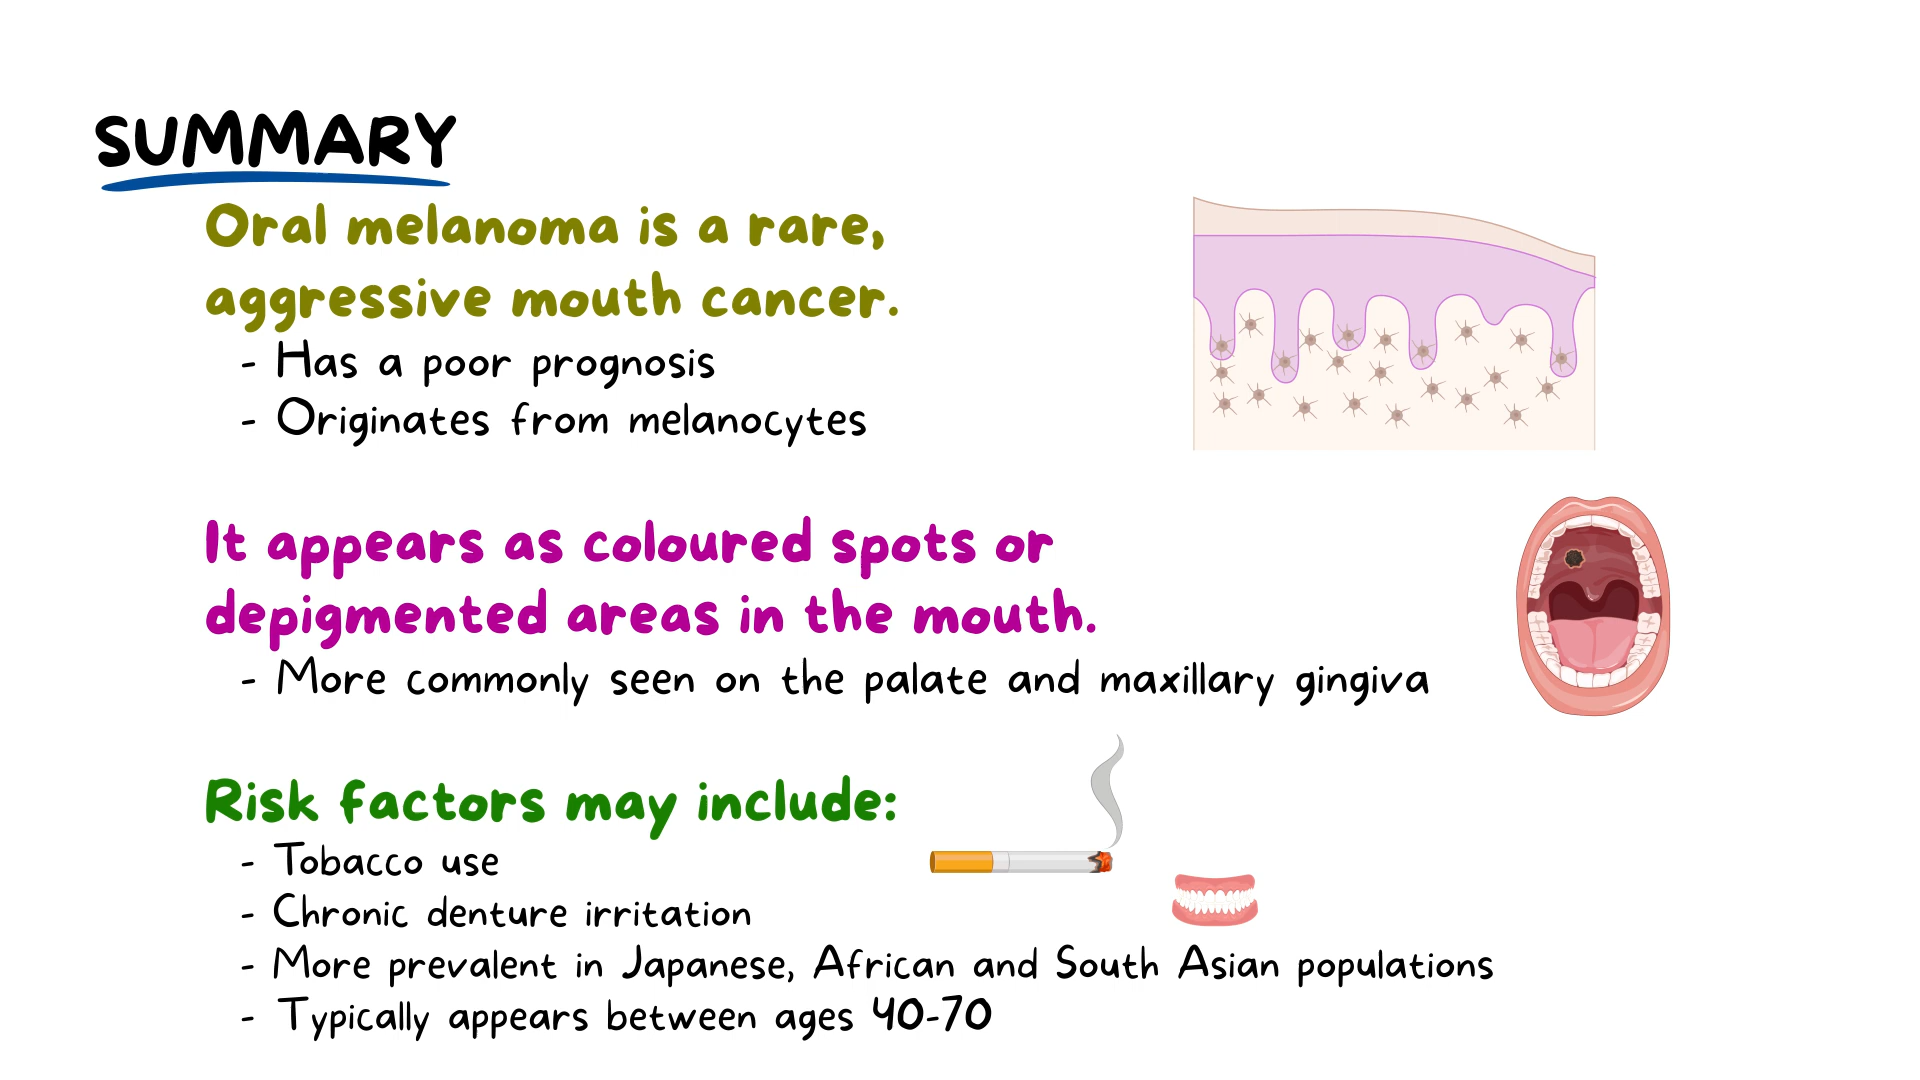 SUMMARY
Oral melanoma is a rare,
aggressive mouth cancer.
- Has a poor prognosis
- Originates from melanocytes
It appears as coloured spots or
depigmented areas in the mouth.
- More commonly seen on the palate and maxillary gingiva
Risk factors may include:
- Tobacco use
- Chronic denture irritation
- More prevalent in Japanese, African and South Asian populations
- Typically appears between ages 40-70